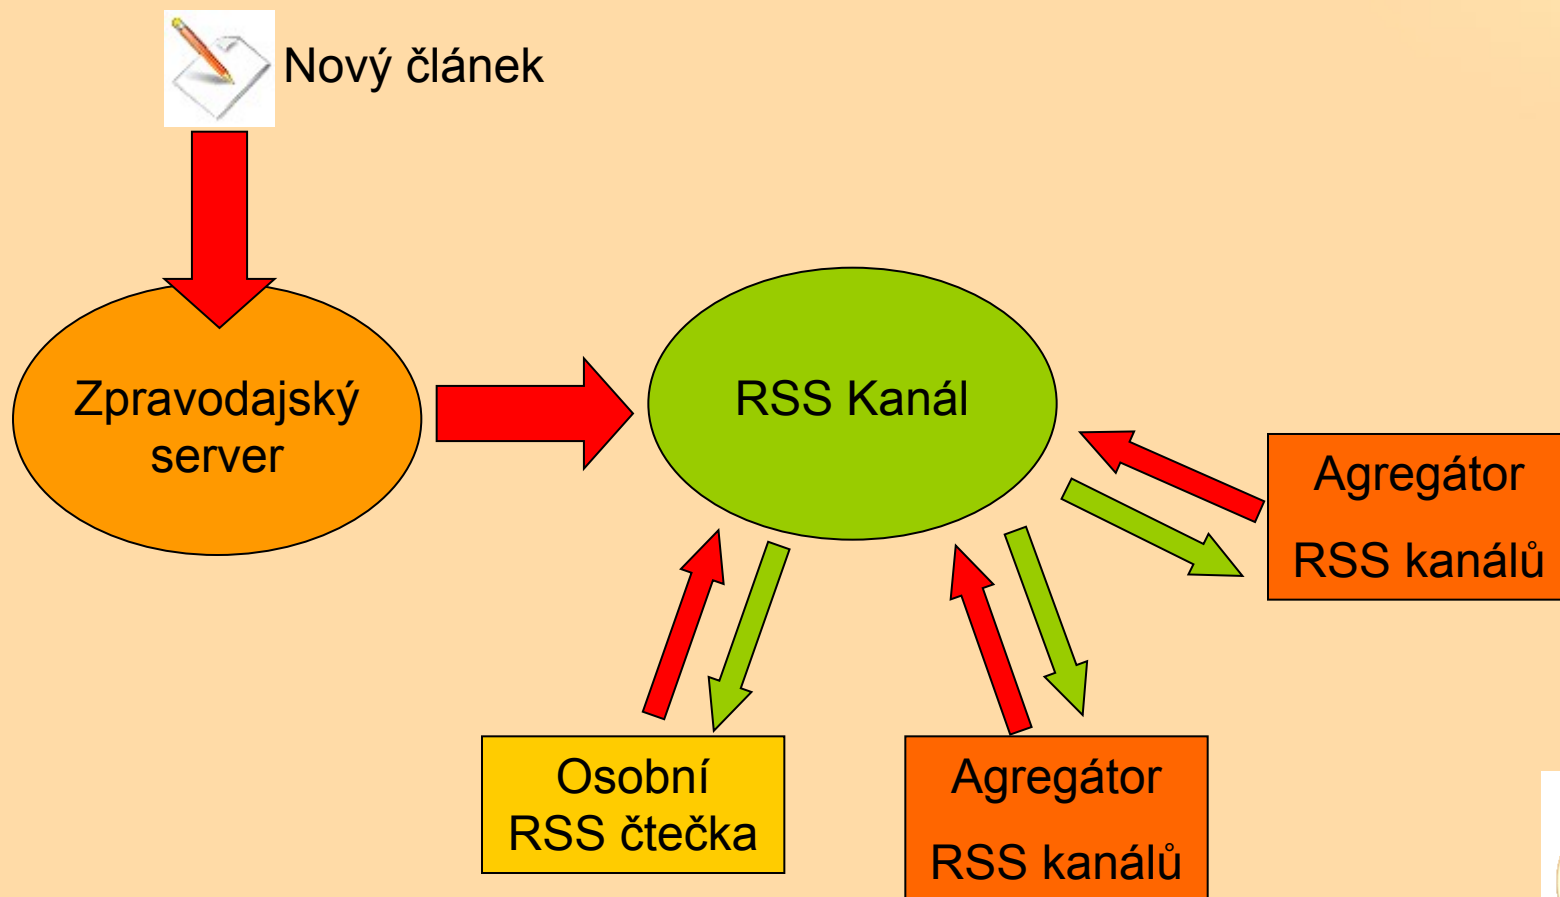 Nový článek
Zpravodajský
server
RSS Kanál
Agregátor
RSS kanálů
Osobní
RSS čtečka
Agregátor
RSS kanálů